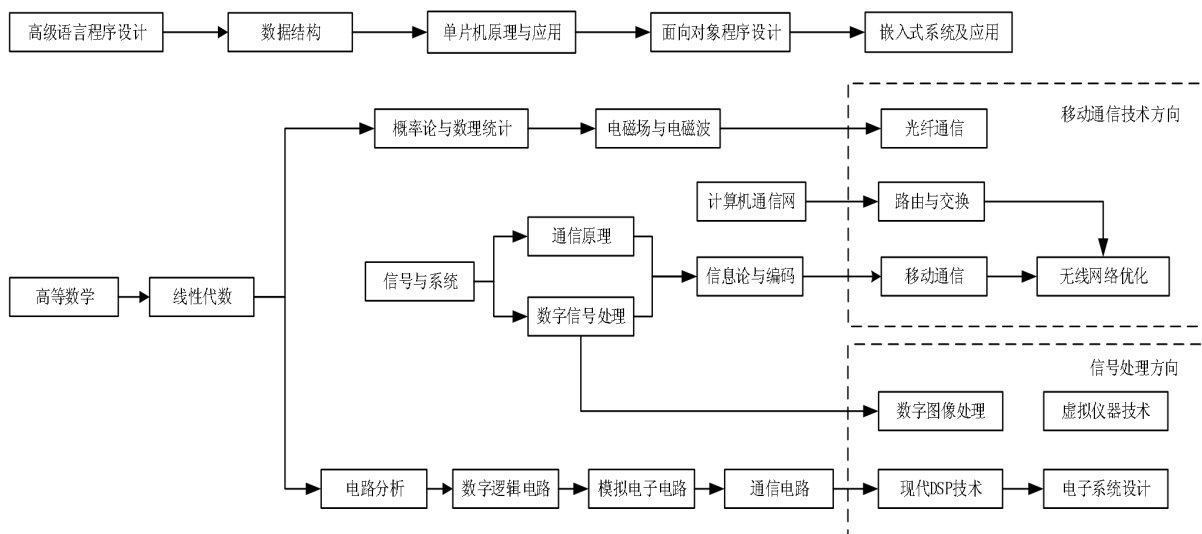 高级语言程序设计
数据结构
单片机原理与应用
面向对象程序设计
嵌入式系统及应用
移动通信技术方向
概率论与数理统计
电磁场与电磁波
光纤通信
计算机通信网
路由与交换
通信原理
信号与系统
信息论与编码
移动通信
无线网络优化
高等数学
线性代数
数字信号处理
信号处理方向
数字图像处理
虚拟仪器技术
电路分析
数字逻辑电路
模拟电子电路
通信电路
现代DSP技术
电子系统设计